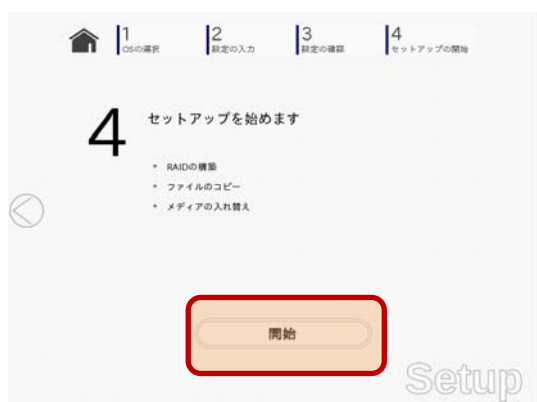 1
OSの選択
2
設定の入力
3
設定の確認
4
セットアップの開始
4
セットアップを始めます
• RAIDの構築
• ファイルのコピー
• メディアの入れ替え
開始
Setup